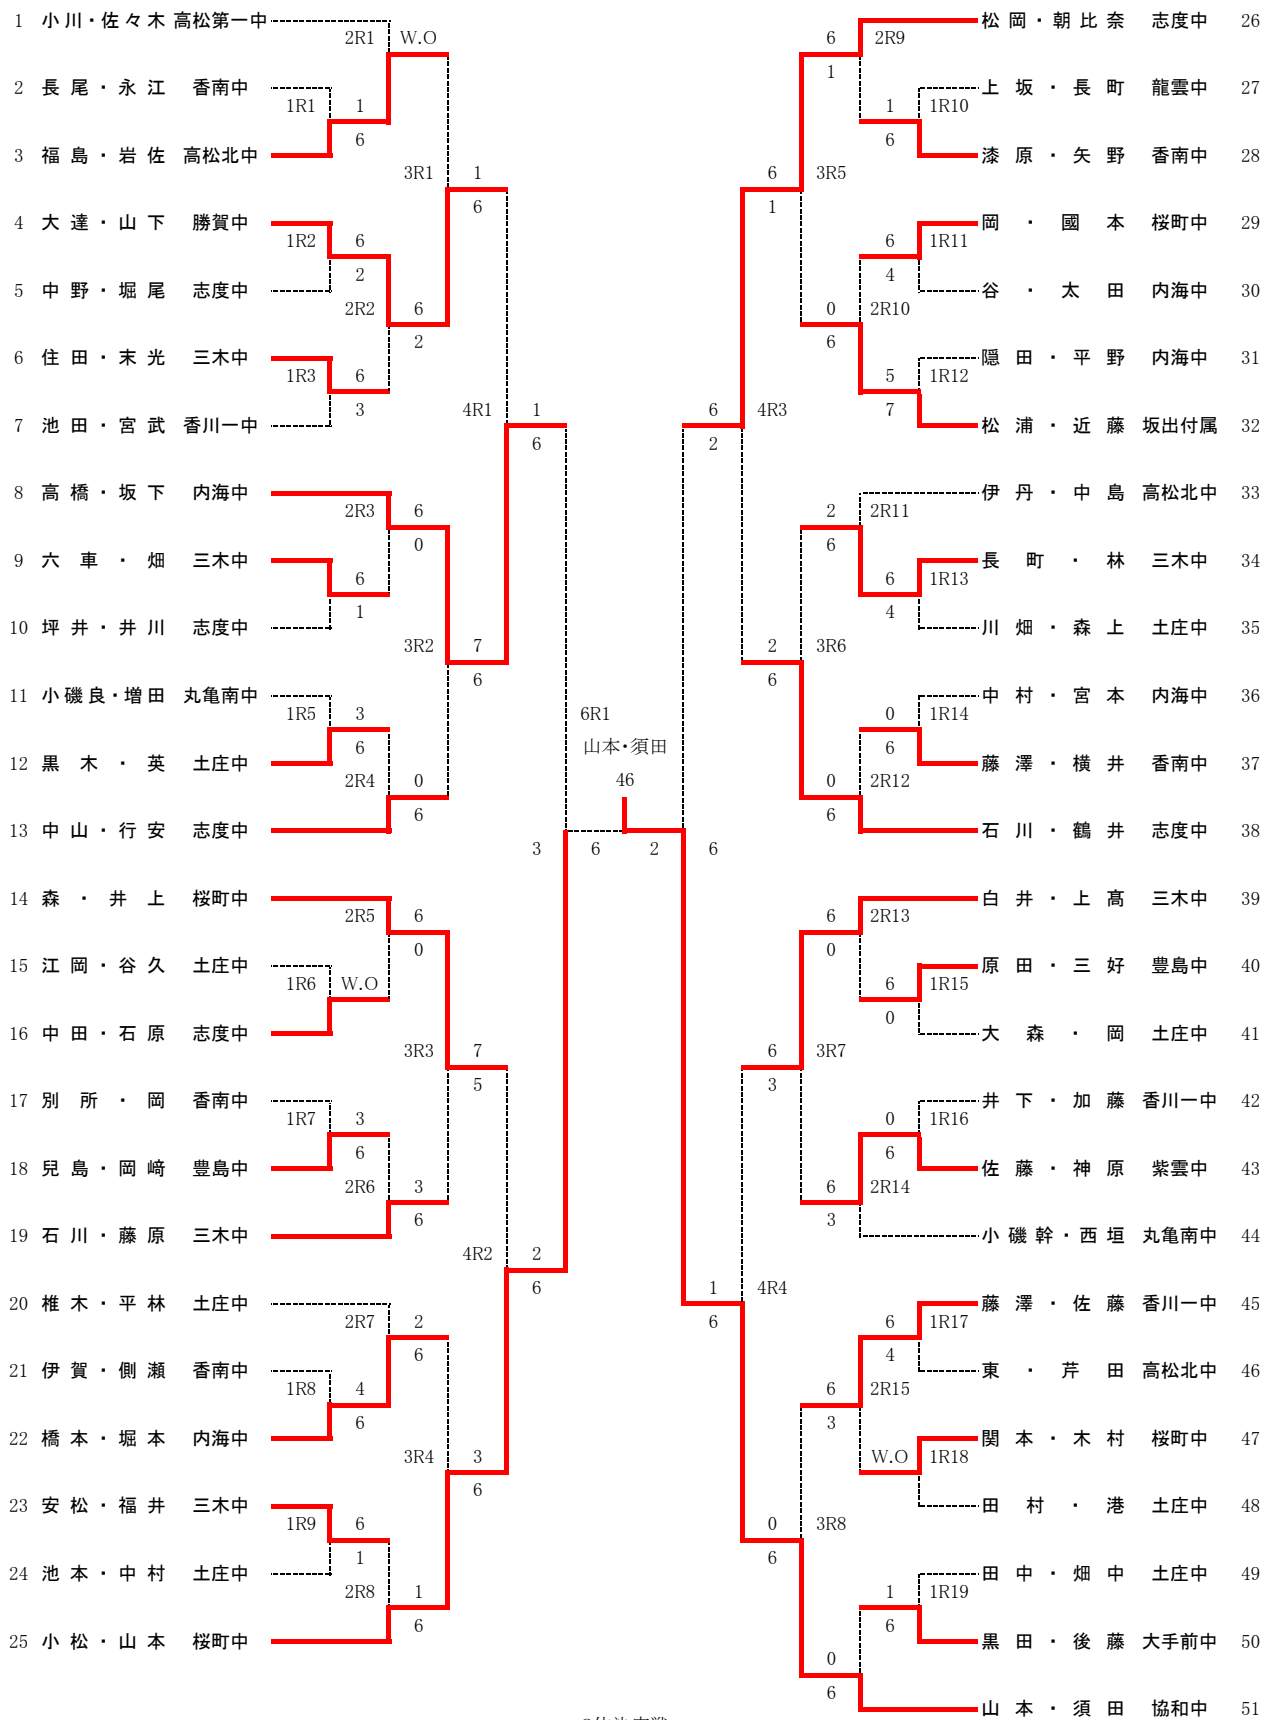 1 小川・佐々木 高松第一中
2R1 W.O
2 長尾・永江 香南中
1R1 1
6
3 福島・岩佐 高松北中
3R1 1
6
4 大達・山下 勝賀中
1R2 6
2
5 中野・堀尾 志度中
2R2 6
2
6 住田・末光 三木中
1R3 6
3
7 池田・宮武 香川一中
4R1 1
6
8 高橋・坂下 内海中
2R3 6
0
9 六車・畑 三木中
6
1
10 坪井・井川 志度中
3R2 7
6
11 小磯良・増田 丸亀南中
1R5 3
6
12 黒木・英 土庄中
2R4 0
6
13 中山・行安 志度中
14 森・井上 桜町中
2R5 6
0
15 江岡・谷久 土庄中
1R6 W.O
16 中田・石原 志度中
3R3 7
5
17 別所・岡 香南中
1R7 3
6
18 兒島・岡﨑 豊島中
2R6 3
6
19 石川・藤原 三木中
4R2 2
6
20 椎木・平林 土庄中
2R7 2
6
21 伊賀・側瀬 香南中
1R8 4
6
22 橋本・堀本 内海中
3R4 3
6
23 安松・福井 三木中
1R9 6
1
24 池本・中村 土庄中
2R8 1
6
25 小松・山本 桜町中
6R1
山本・須田
46
3 6 2 6
松岡・朝比奈 志度中 26
6 2R9
1
上坂・長町 龍雲中 27
1 1R10
6
漆原・矢野 香南中 28
6 3R5
1
岡・國本 桜町中 29
6 1R11
4
谷・太田 内海中 30
0 2R10
6
隠田・平野 内海中 31
5 1R12
7
松浦・近藤 坂出付属 32
6 4R3
2
伊丹・中島 高松北中 33
2 2R11
6
長町・林 三木中 34
6 1R13
4
川畑・森上 土庄中 35
2 3R6
6
中村・宮本 内海中 36
0 1R14
6
藤澤・横井 香南中 37
0 2R12
6
石川・鶴井 志度中 38
白井・上髙 三木中 39
6 2R13
0
原田・三好 豊島中 40
6 1R15
0
大森・岡 土庄中 41
6 3R7
3
井下・加藤 香川一中 42
0 1R16
6
佐藤・神原 紫雲中 43
6 2R14
3
小磯幹・西垣 丸亀南中 44
1 4R4
6
藤澤・佐藤 香川一中 45
6 1R17
4
東・芹田 高松北中 46
6 2R15
3
関本・木村 桜町中 47
W.O 1R18
田村・港 土庄中 48
0 3R8
6
田中・畑中 土庄中 49
1 1R19
6
黒田・後藤 大手前中 50
0
6
山本・須田 協和中 51